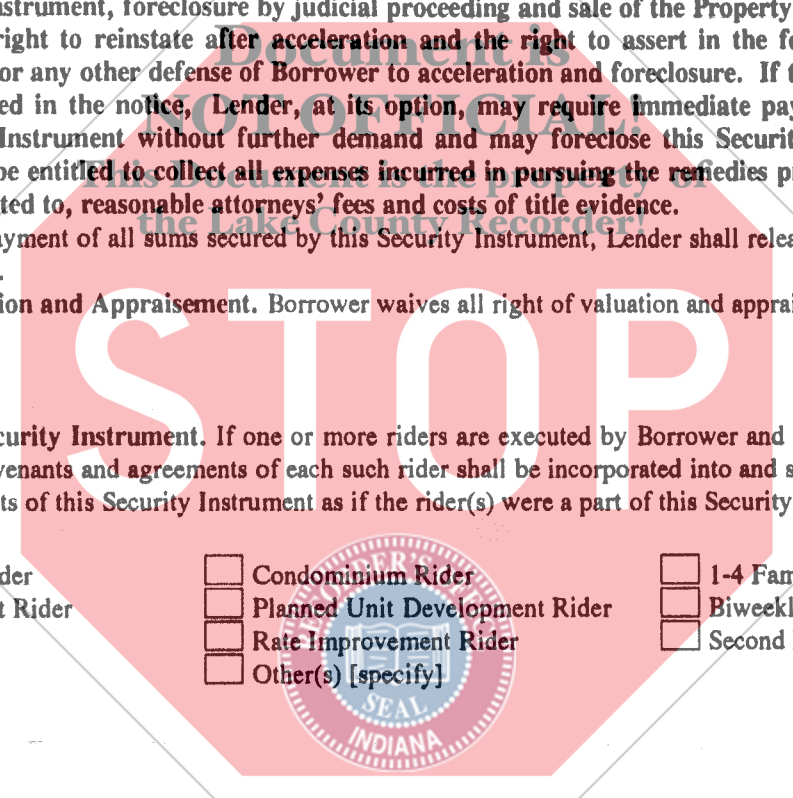 strument, foreclosure by judicial proceeding and sale of the Property
right to reinstate after acceleration and the right to assert in the fo
or any other defense of Borrower to acceleration and foreclosure. If t
ed in the notice, Lender, at its option, may require immediate pay
Instrument without further demand and may foreclose this Securit
be entitled to collect all expenses incurred in pursuing the remedies p
ted to, reasonable attorneys' fees and costs of title evidence.
ayment of all sums secured by this Security Instrument, Lender shall relea
.
ion and Appraisement. Borrower waives all right of valuation and apprai
curity Instrument. If one or more riders are executed by Borrower and
venants and agreements of each such rider shall be incorporated into and s
ts of this Security Instrument as if the rider(s) were a part of this Security
der
Condominium Rider
1-4 Fam
t Rider
Planned Unit Development Rider
Biweekl
Rate Improvement Rider
Second
Other(s) [specify]
Document is
NOT OFFICIAL!
This Document is the property of
the Lake County Recorder!
STOP
SEAL
INDIANA